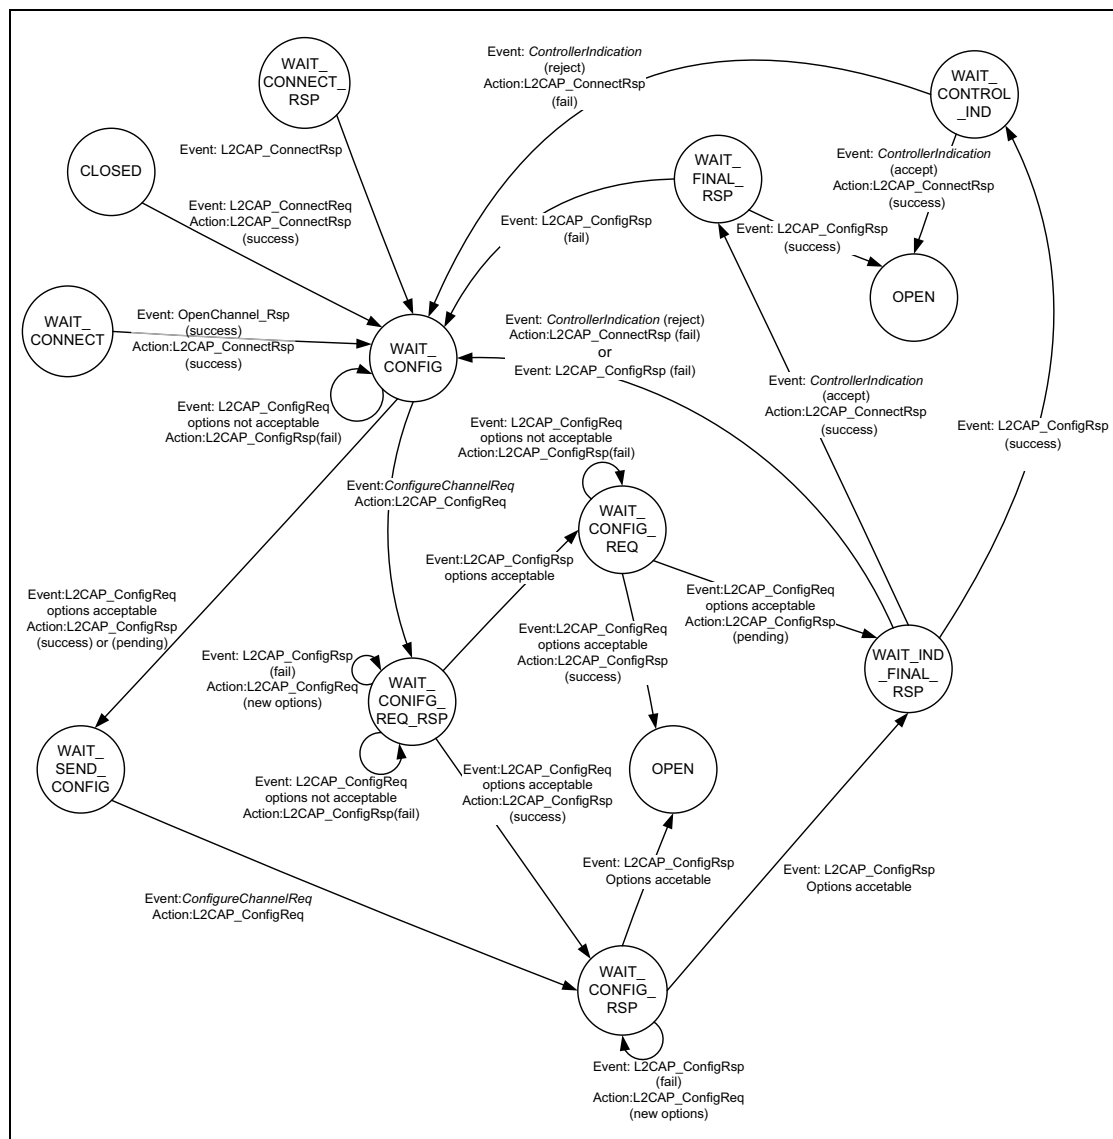 Event: ControllerIndication
(reject)
Action:L2CAP_ConnectRsp
(fail)
WAIT_
CONNECT_
RSP
WAIT_
CONTROL
_IND
Event: L2CAP_ConnectRsp
CLOSED
WAIT_
FINAL_
RSP
Event: ControllerIndication
(accept)
Action:L2CAP_ConnectRsp
(success)
Event: L2CAP_ConnectReq
Action:L2CAP_ConnectRsp
(success)
Event: L2CAP_ConfigRsp
(fail)
Event: L2CAP_ConfigRsp
(success)
OPEN
WAIT_
CONNECT
Event: OpenChannel_Rsp
(success)
Action:L2CAP_ConnectRsp
(success)
WAIT_
CONFIG
Event: ControllerIndication (reject)
Action:L2CAP_ConnectRsp (fail)
or
Event: L2CAP_ConfigRsp (fail)
Event: ControllerIndication
(accept)
Action:L2CAP_ConnectRsp
(success)
Event: L2CAP_ConfigRsp
(success)
Event: L2CAP_ConfigReq
options not acceptable
Action:L2CAP_ConfigRsp(fail)
Event: L2CAP_ConfigReq
options not acceptable
Action:L2CAP_ConfigRsp(fail)
Event:ConfigureChannelReq
Action:L2CAP_ConfigReq
WAIT_
CONFIG_
REQ
Event:L2CAP_ConfigRsp
options acceptable
Event:L2CAP_ConfigReq
options acceptable
Action:L2CAP_ConfigRsp
(success) or (pending)
Event:L2CAP_ConfigReq
options acceptable
Action:L2CAP_ConfigRsp
(pending)
Event:L2CAP_ConfigReq
options acceptable
Action:L2CAP_ConfigRsp
(success)
Event: L2CAP_ConfigRsp
(fail)
Action:L2CAP_ConfigReq
(new options)
WAIT_
CONIFG_
REQ_RSP
WAIT_IND
_FINAL_
RSP
WAIT_
SEND_
CONFIG
Event: L2CAP_ConfigReq
options not acceptable
Action:L2CAP_ConfigRsp(fail)
Event:L2CAP_ConfigReq
options acceptable
Action:L2CAP_ConfigRsp
(success)
OPEN
Event: L2CAP_ConfigRsp
Options accetable
Event: L2CAP_ConfigRsp
Options accetable
Event:ConfigureChannelReq
Action:L2CAP_ConfigReq
WAIT_
CONFIG_
RSP
Event: L2CAP_ConfigRsp
(fail)
Action:L2CAP_ConfigReq
(new options)